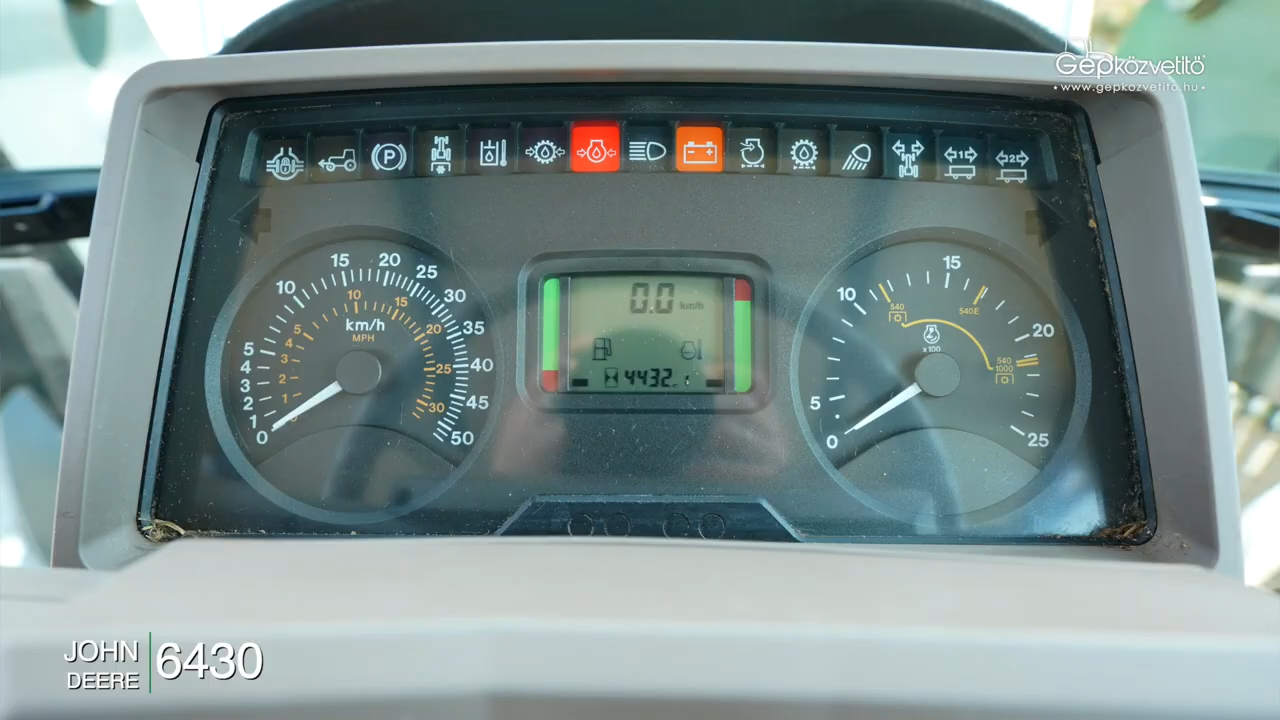 Gépközvetítő
• www.gepkozvetito.hu •
P
1
2
0 1 2 3 4 5 10 15 20 25 30 35 40 45 50
1 2 3 4 5 10 15 20 25 30
km/h
MPH
0.0 km/h
4432
0 5 10 15 20 25
540
540E
540
1000
x100
JOHN
DEERE
6430